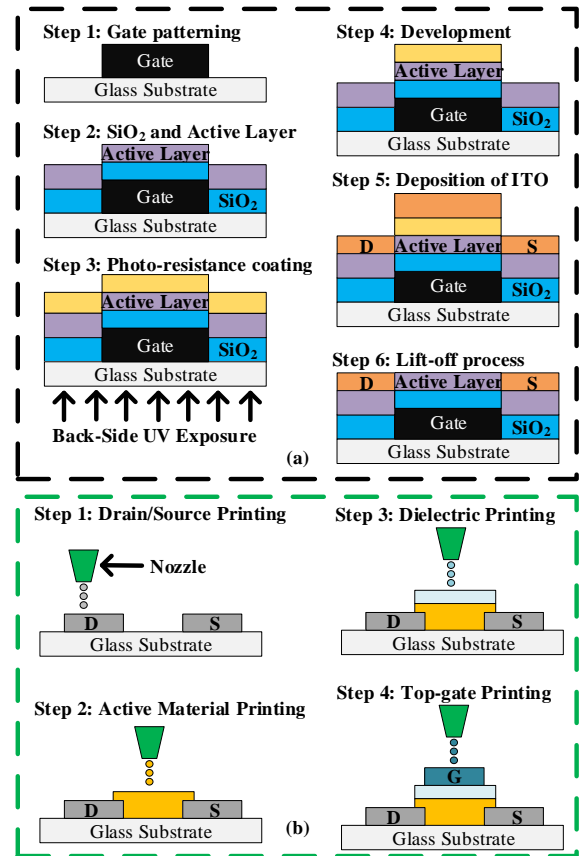 Step 1: Gate patterning
Gate
Glass Substrate
Step 2: SiO₂ and Active Layer
Active Layer
Gate
SiO₂
Glass Substrate
Step 3: Photo-resistance coating
Active Layer
Gate
SiO₂
Glass Substrate
Back-Side UV Exposure
Step 4: Development
Active Layer
Gate
SiO₂
Glass Substrate
Step 5: Deposition of ITO
D Active Layer S
Gate
SiO₂
Glass Substrate
Step 6: Lift-off process
D Active Layer S
Gate
SiO₂
Glass Substrate
(a)
Step 1: Drain/Source Printing
Nozzle
D S
Glass Substrate
Step 2: Active Material Printing
D S
Glass Substrate
Step 3: Dielectric Printing
D S
Glass Substrate
Step 4: Top-gate Printing
G
D S
Glass Substrate
(b)